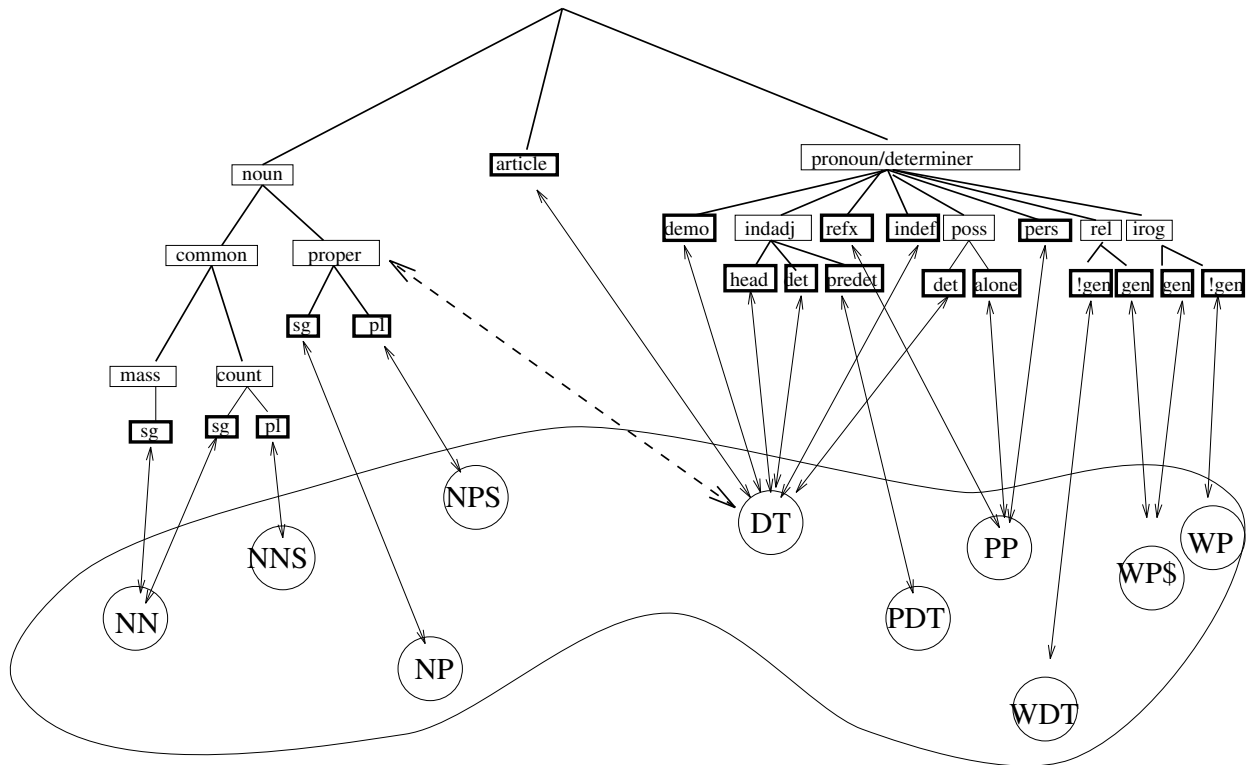 article
pronoun/determiner
noun
demo
indadj
refx
indef
poss
pers
rel
irog
common
proper
head
det
predet
det
alone
!gen
gen
gen
!gen
sg
pl
mass
count
sg
sg
pl
NPS
DT
NNS
PP
WP
WP$
NN
PDT
NP
WDT